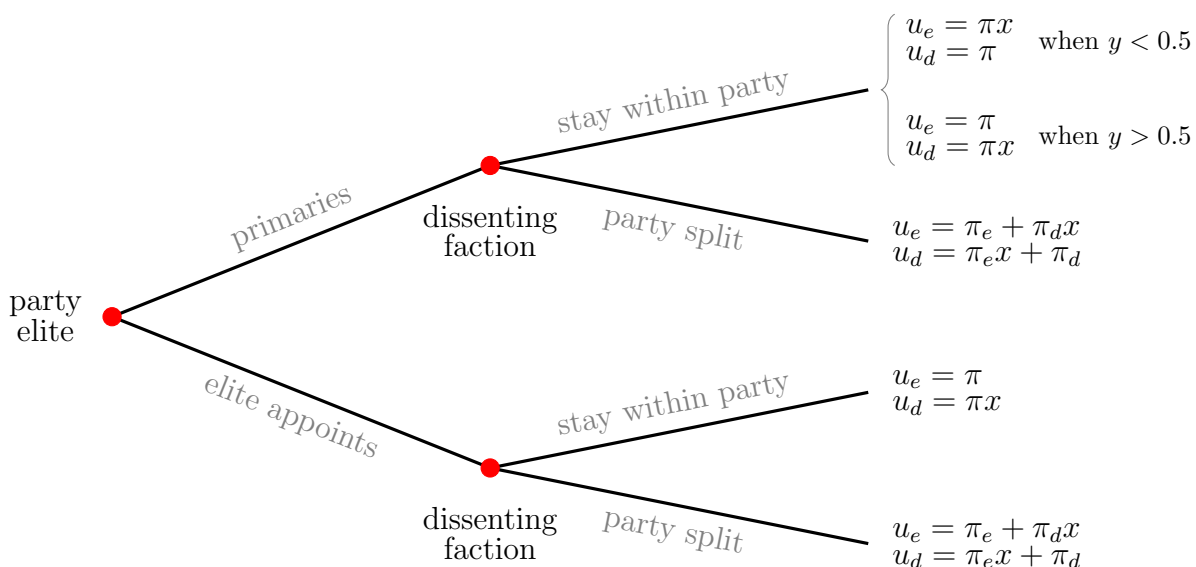 u_e = πx
u_d = π
when y < 0.5
stay within party
u_e = π
u_d = πx
when y > 0.5
primaries
dissenting
faction
party split
u_e = π_e + π_d x
u_d = π_e x + π_d
party
elite
elite appoints
stay within party
u_e = π
u_d = πx
dissenting
faction
party split
u_e = π_e + π_d x
u_d = π_e x + π_d